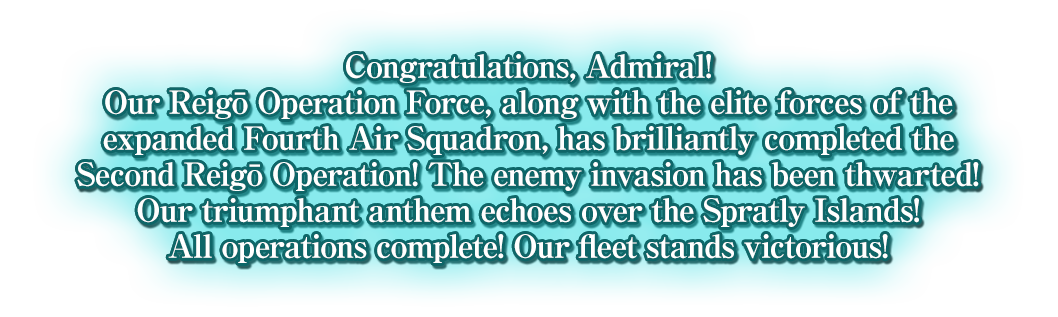 Congratulations, Admiral!
Our Reigō Operation Force, along with the elite forces of the
expanded Fourth Air Squadron, has brilliantly completed the
Second Reigō Operation! The enemy invasion has been thwarted!
Our triumphant anthem echoes over the Spratly Islands!
All operations complete! Our fleet stands victorious!